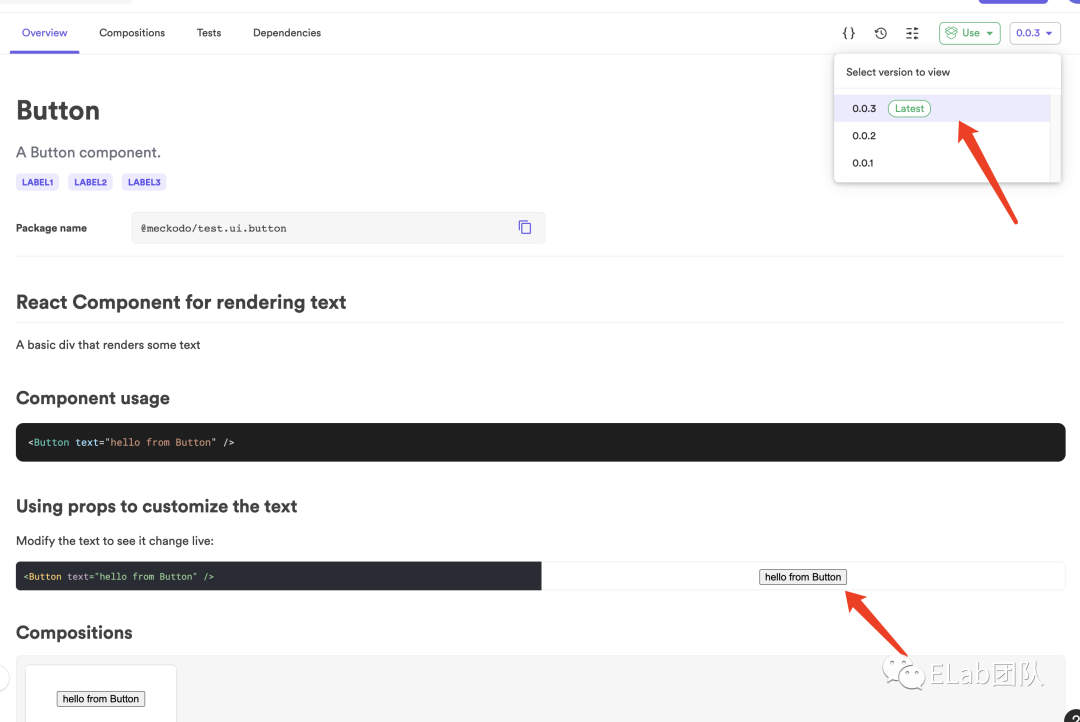 Overview Compositions Tests Dependencies {} Use 0.0.3
Select version to view
0.0.3 Latest
0.0.2
0.0.1
Button
A Button component.
LABEL1 LABEL2 LABEL3
Package name @meckodo/test.ui.button
React Component for rendering text
A basic div that renders some text
Component usage
<Button text="hello from Button" />
Using props to customize the text
Modify the text to see it change live:
<Button text="hello from Button" /> hello from Button
Compositions
hello from Button
ELab团队